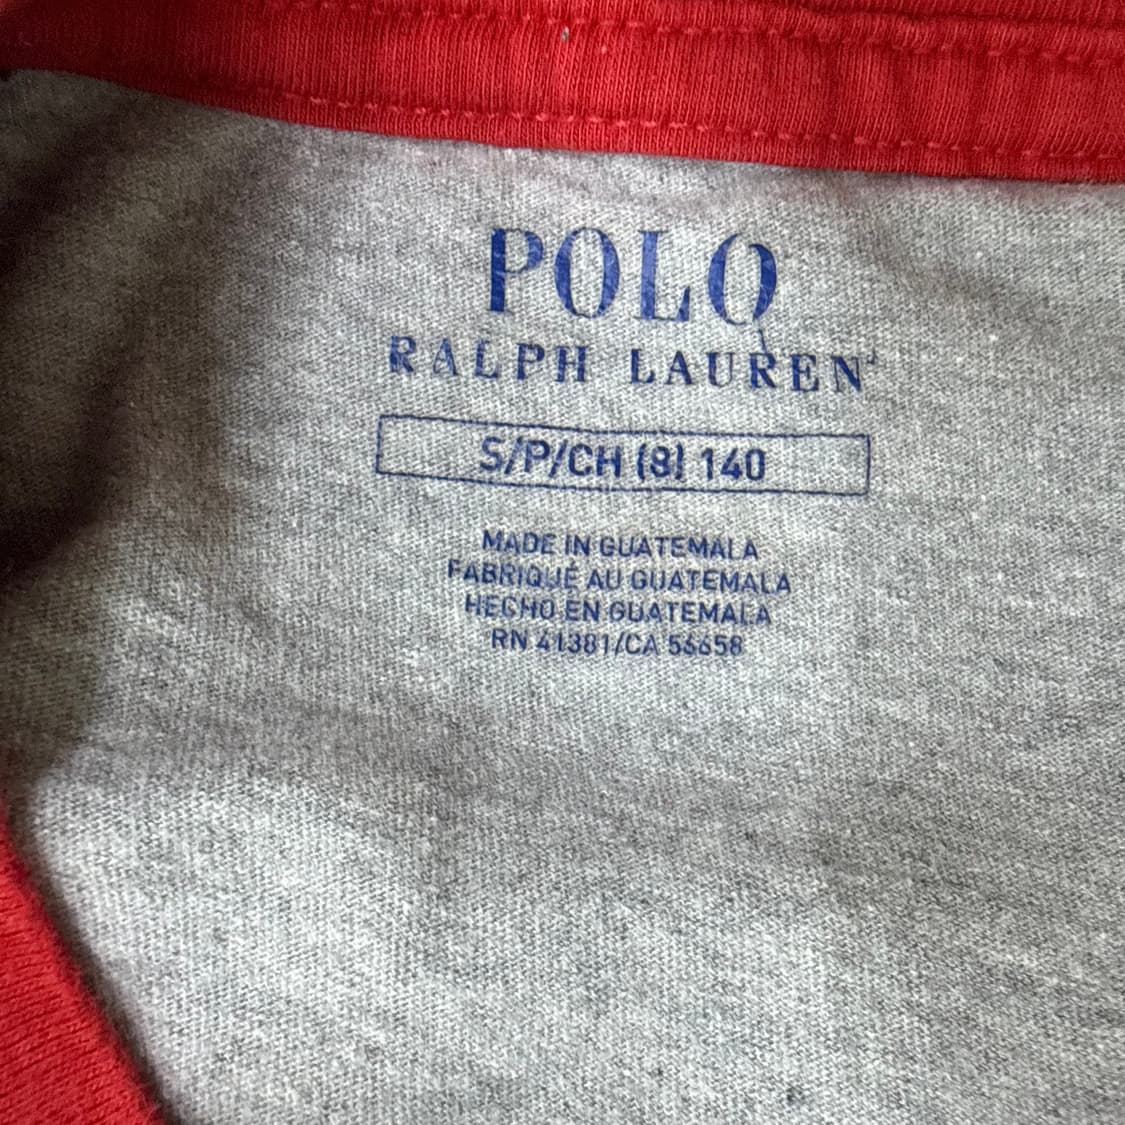 POLO
RALPH LAUREN
S/P/CH (8) 140
MADE IN GUATEMALA
FABRIQUÉ AU GUATEMALA
HECHO EN GUATEMALA
RN 41381/CA 56658